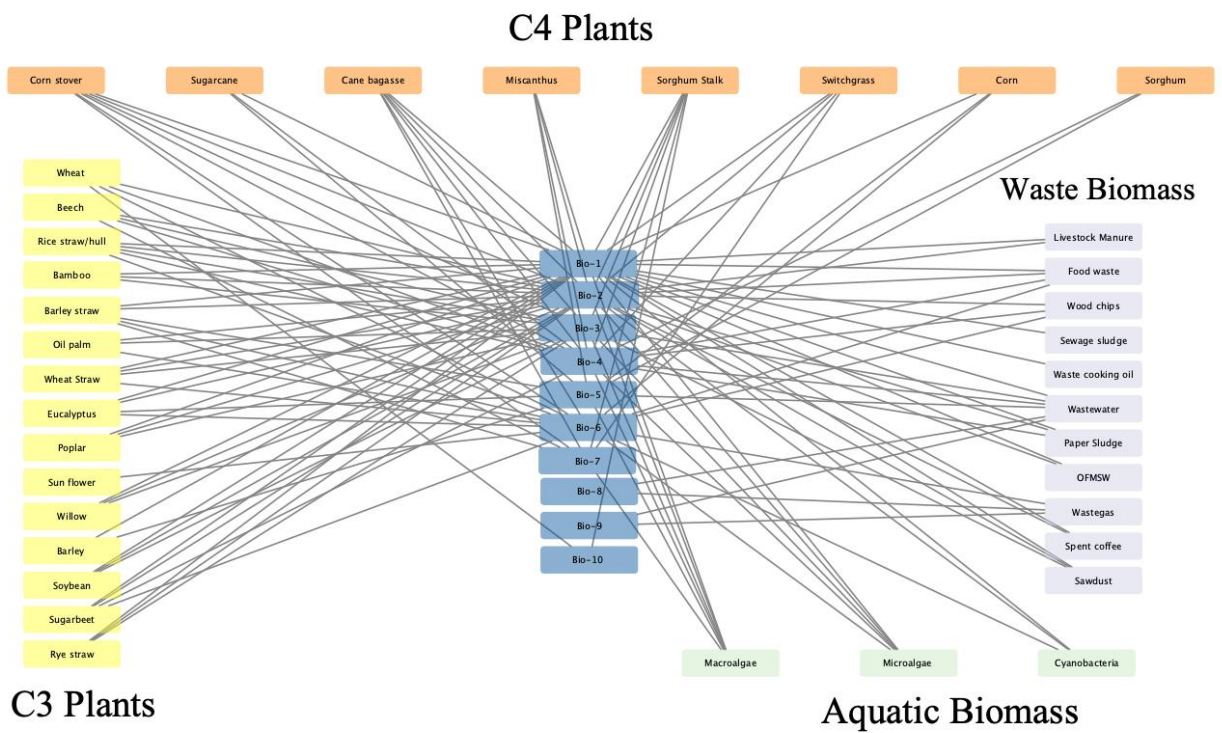 C4 Plants
Corn stover
Sugarcane
Cane bagasse
Miscanthus
Sorghum Stalk
Switchgrass
Corn
Sorghum
Wheat
Beech
Rice straw/hull
Bamboo
Barley straw
Oil palm
Wheat Straw
Eucalyptus
Poplar
Sun flower
Willow
Barley
Soybean
Sugarbeet
Rye straw
C3 Plants
Bio-1
Bio-2
Bio-3
Bio-4
Bio-5
Bio-6
Bio-7
Bio-8
Bio-9
Bio-10
Waste Biomass
Livestock Manure
Food waste
Wood chips
Sewage sludge
Waste cooking oil
Wastewater
Paper Sludge
OFMSW
Wastegas
Spent coffee
Sawdust
Macroalgae
Microalgae
Cyanobacteria
Aquatic Biomass